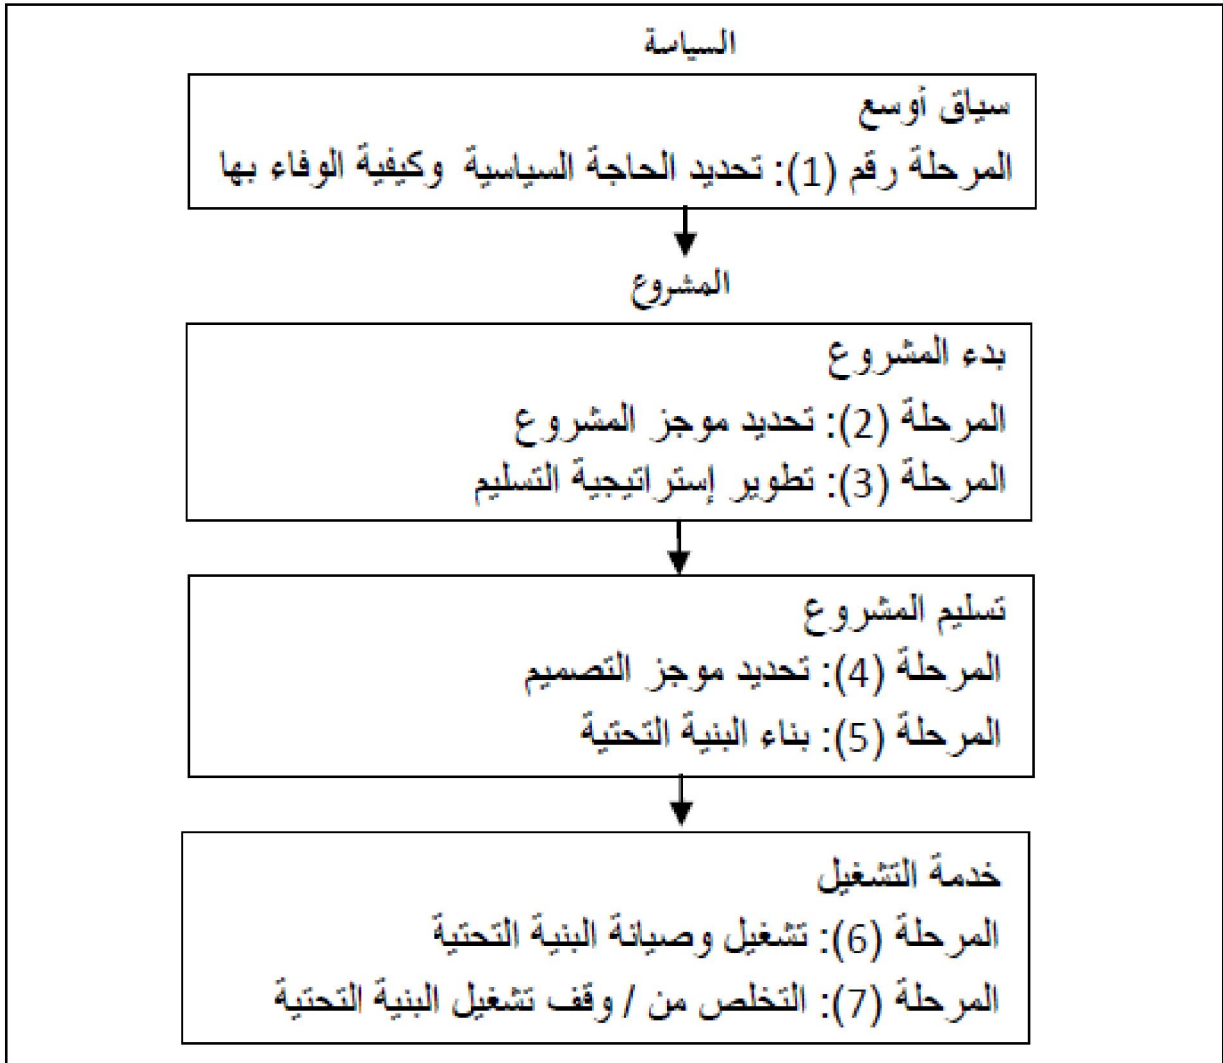 السياسة
سياق أوسع
المرحلة رقم (1): تحديد الحاجة السياسية وكيفية الوفاء بها
المشروع
بدء المشروع
المرحلة (2): تحديد موجز المشروع
المرحلة (3): تطوير إستراتيجية التسليم
تسليم المشروع
المرحلة (4): تحديد موجز التصميم
المرحلة (5): بناء البنية التحتية
خدمة التشغيل
المرحلة (6): تشغيل وصيانة البنية التحتية
المرحلة (7): التخلص من / وقف تشغيل البنية التحتية